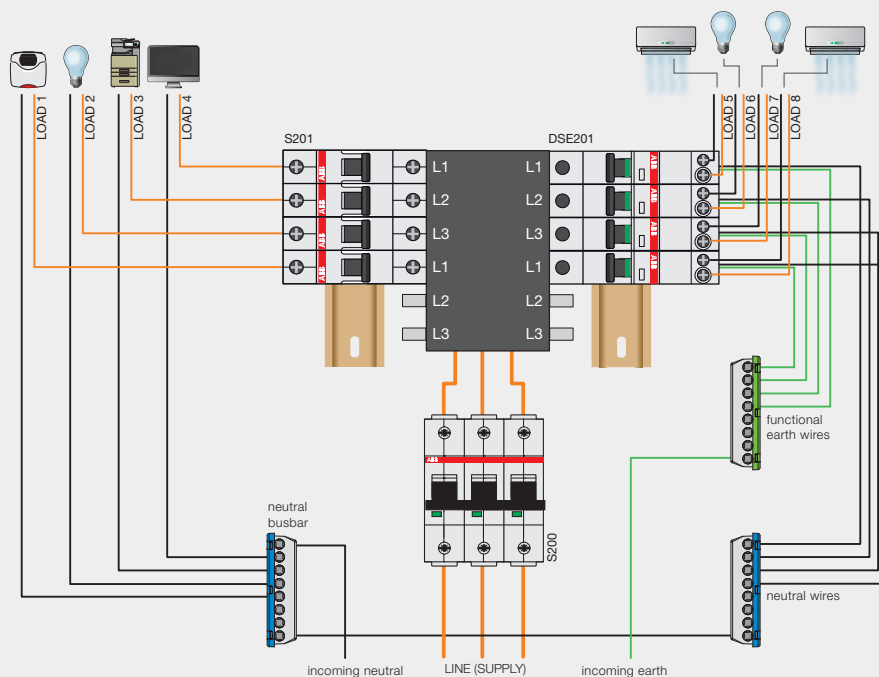 LOAD 1
LOAD 2
LOAD 3
LOAD 4
LOAD 5
LOAD 6
LOAD 7
LOAD 8
S201
DSE201
ABB
L1
L1
ABB
ABB
L2
L2
ABB
ABB
L3
L3
ABB
ABB
L1
L1
ABB
L2
L2
L3
L3
functional
earth wires
ABB
neutral
busbar
S200
neutral wires
incoming neutral
LINE (SUPPLY)
incoming earth